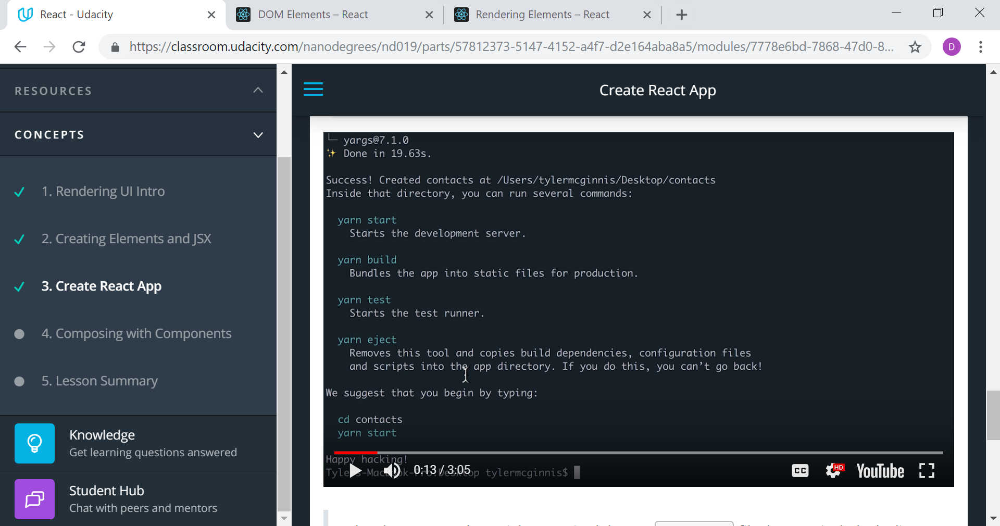 React - Udacity
DOM Elements – React
Rendering Elements – React
https://classroom.udacity.com/nanodegrees/nd019/parts/57812373-5147-4152-a4f7-d2e164aba8a5/modules/7778e6bd-7868-47d0-8...
D
RESOURCES
CONCEPTS
1. Rendering UI Intro
2. Creating Elements and JSX
3. Create React App
4. Composing with Components
5. Lesson Summary
Knowledge
Get learning questions answered
Student Hub
Chat with peers and mentors
Create React App
└─ yargs@7.1.0
✨ Done in 19.63s.
Success! Created contacts at /Users/tylermcginnis/Desktop/contacts
Inside that directory, you can run several commands:
yarn start
Starts the development server.
yarn build
Bundles the app into static files for production.
yarn test
Starts the test runner.
yarn eject
Removes this tool and copies build dependencies, configuration files
and scripts into the app directory. If you do this, you can’t go back!
We suggest that you begin by typing:
cd contacts
yarn start
Happy hacking!
Tylers-MacBook-Pro:Desktop tylermcginnis$
0:13 / 3:05
CC
HD
YouTube